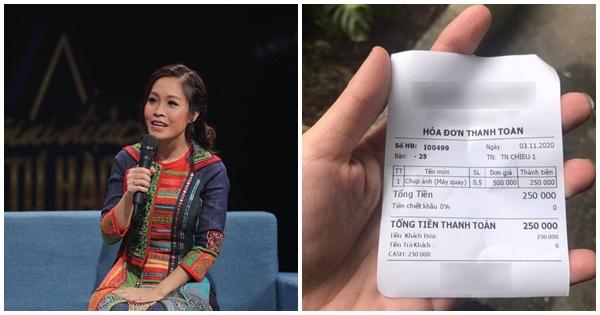 HÓA ĐƠN THANH TOÁN
Số HĐ: I00499 Ngày: 03.11.2020
Bàn: - 25 TN: TN CHIEU 1
TT Tên món SL Đơn giá Thành tiền
1 Chụp ảnh (Máy quay) 0,5 500 000 250 000
Tổng Tiền 250 000
Tiền chiết khấu 0% 0
TỔNG TIỀN THANH TOÁN 250 000
Tiền Khách Đưa: 250 000
Tiền Trả Khách : 0
CASH: 250 000